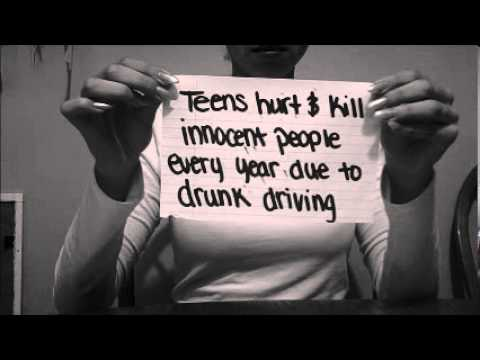 Teens hurt & kill
innocent people
every year due to
drunk driving